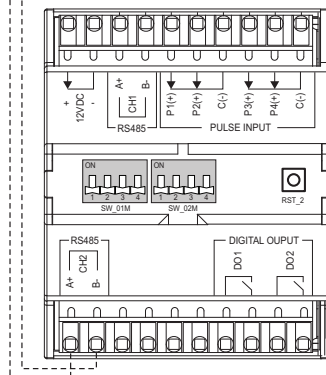 +
12VDC
-
A+
CH1
B-
RS485
P1(+)
P2(+)
C(-)
P3(+)
P4(+)
C(-)
PULSE INPUT
ON
1 2 3 4
SW_01M
ON
1 2 3 4
SW_02M
RST_2
RS485
A+
CH2
B-
DIGITAL OUPUT
DO1
DO2